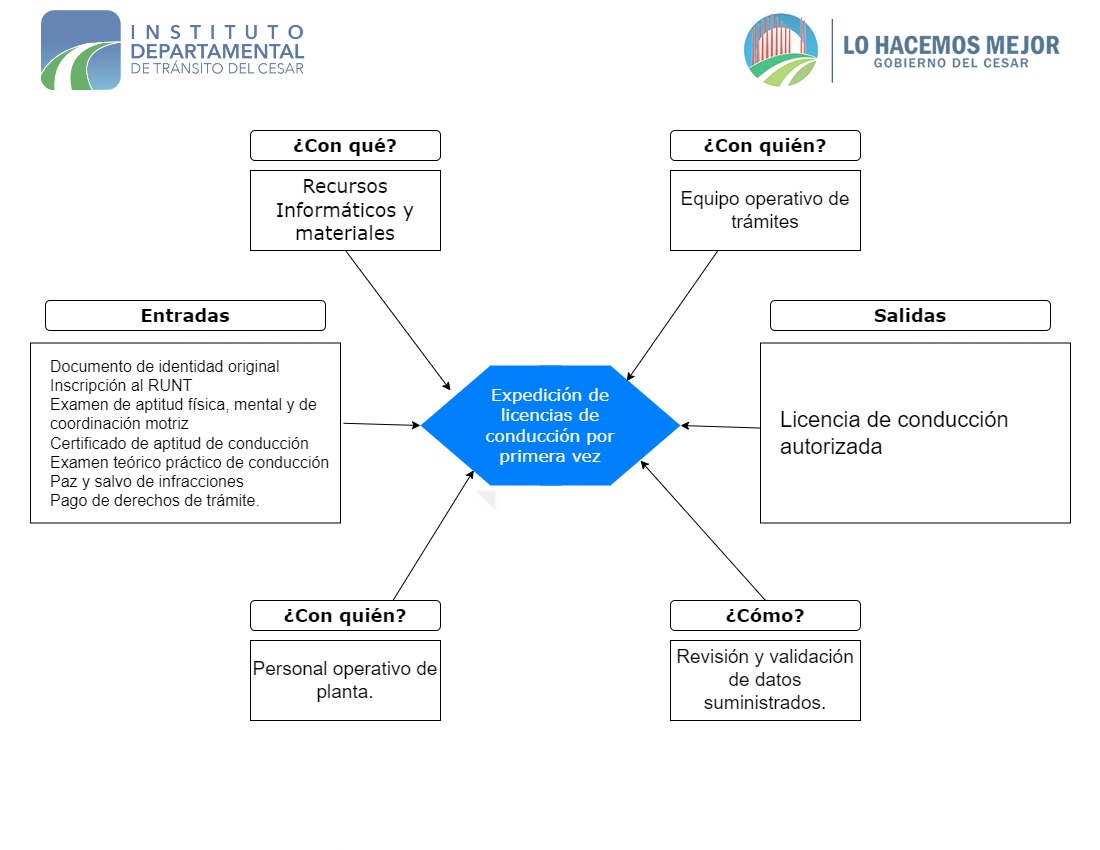 INSTITUTO
DEPARTAMENTAL
DE TRÁNSITO DEL CESAR
LO HACEMOS MEJOR
GOBIERNO DEL CESAR
¿Con qué?
Recursos
Informáticos y
materiales
¿Con quién?
Equipo operativo de
trámites
Entradas
Documento de identidad original
Inscripción al RUNT
Examen de aptitud física, mental y de
coordinación motriz
Certificado de aptitud de conducción
Examen teórico práctico de conducción
Paz y salvo de infracciones
Pago de derechos de trámite.
Expedición de
licencias de
conducción por
primera vez
Salidas
Licencia de conducción
autorizada
¿Con quién?
Personal operativo de
planta.
¿Cómo?
Revisión y validación
de datos
suministrados.